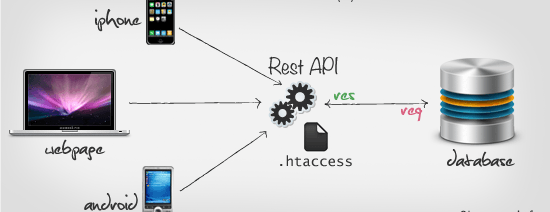 iphone
Rest API
res
req
webpage
.htaccess
database
android